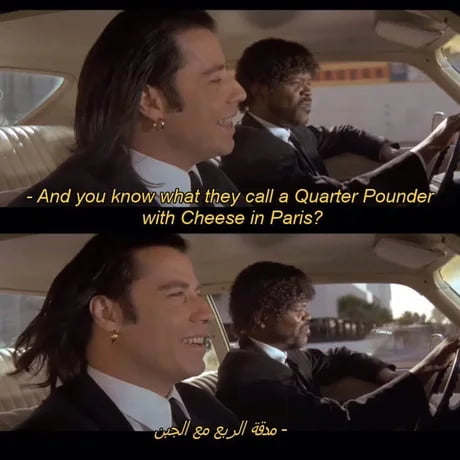 - And you know what they call a Quarter Pounder
with Cheese in Paris?
- مدقة الربع مع الجبن